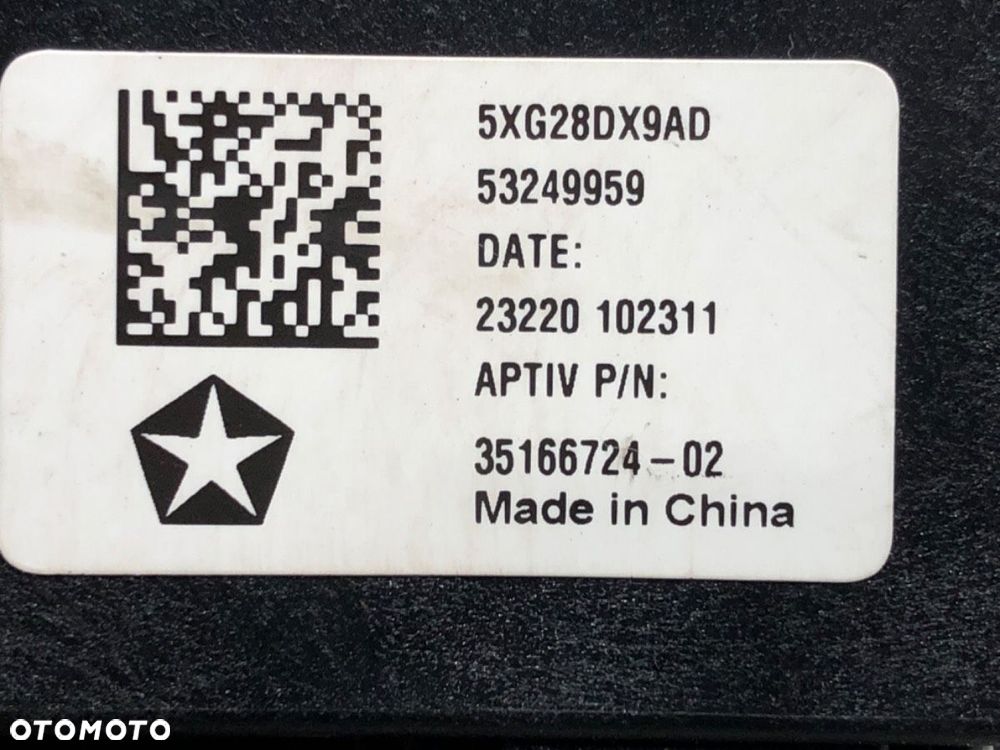 5XG28DX9AD
53249959
DATE:
23220 102311
APTIV P/N:
35166724-02
Made in China
OTOMOTO